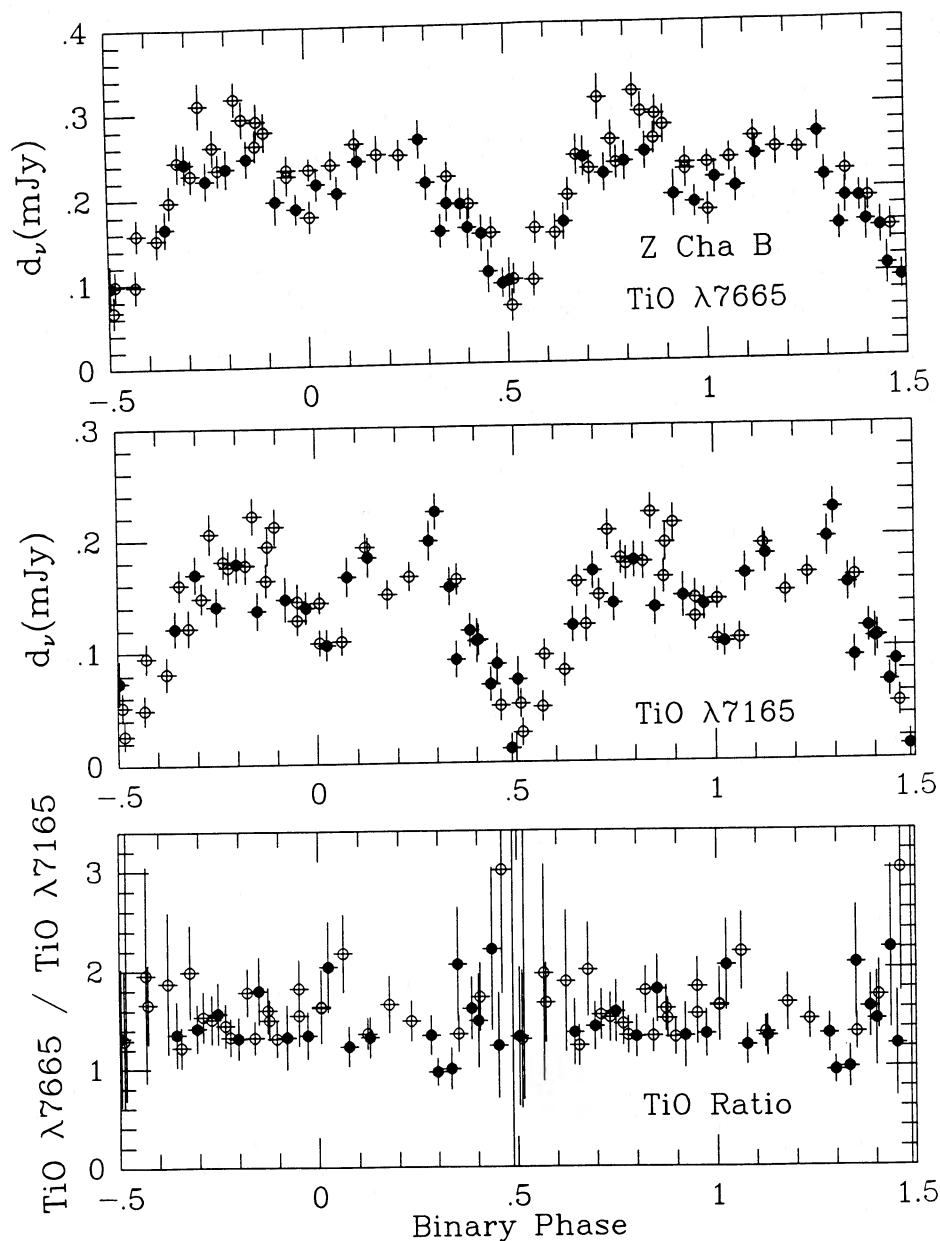 .4
.3
.2
.1
0
d_ν(mJy)
Z Cha B
TiO λ7665
-.5 0 .5 1 1.5
.3
.2
.1
0
d_ν(mJy)
TiO λ7165
-.5 0 .5 1 1.5
3
2
1
0
TiO λ7665 / TiO λ7165
TiO Ratio
-.5 0 .5 1 1.5
Binary Phase